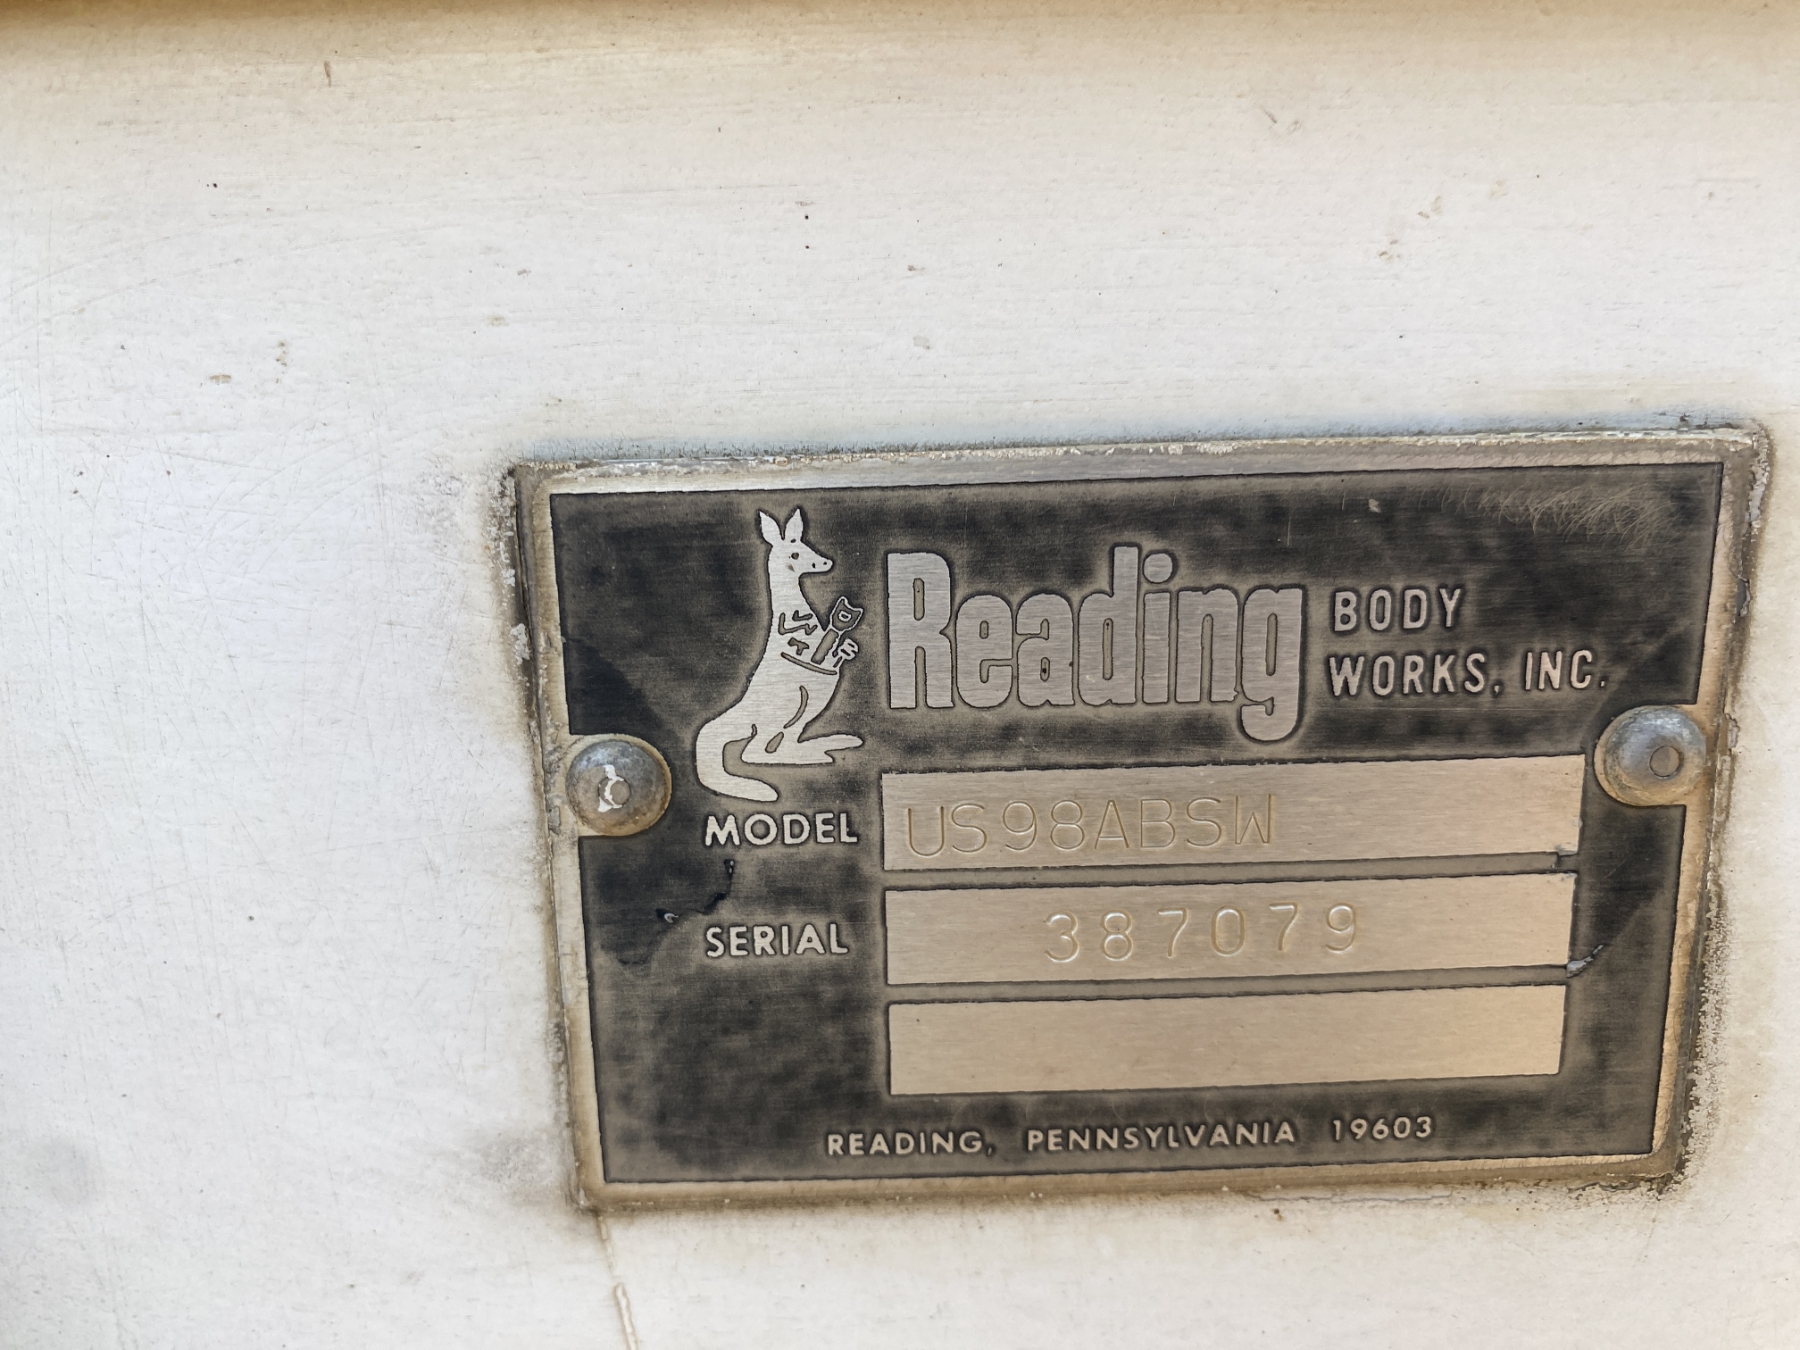 Reading BODY
WORKS, INC.
MODEL US98ABSW
SERIAL 387079
READING, PENNSYLVANIA 19603